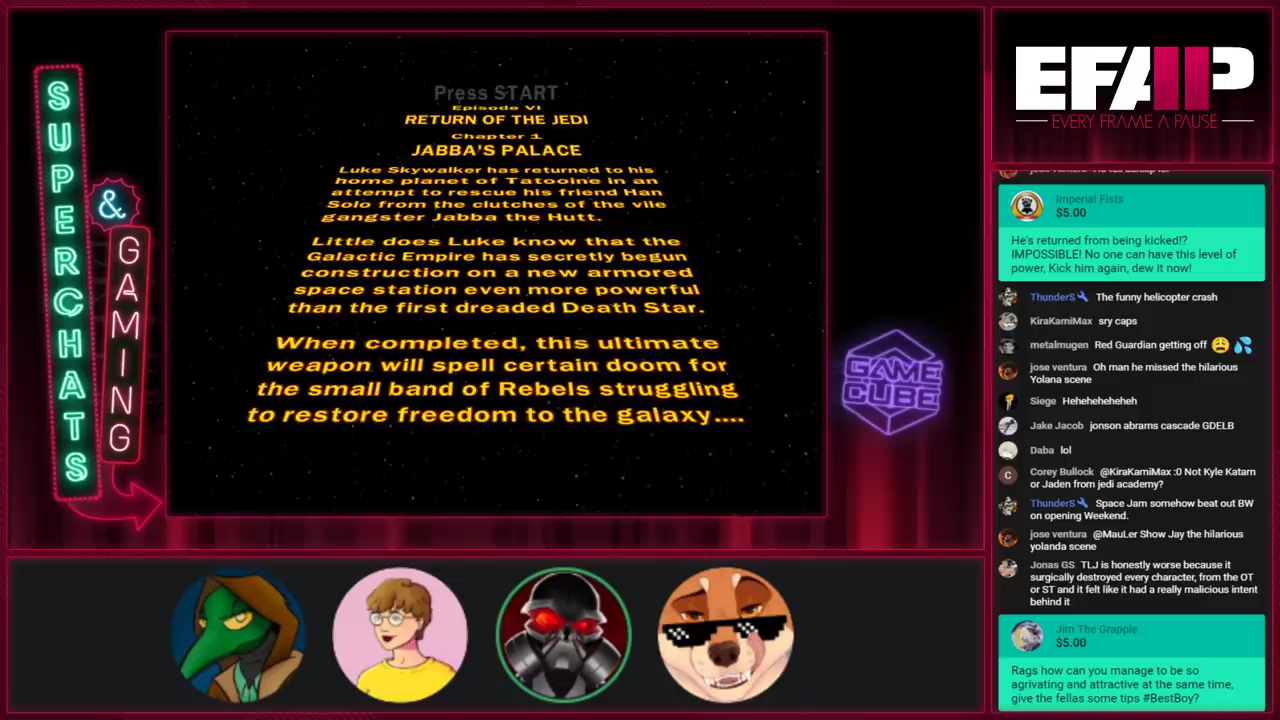 SUPERCHATS
&
GAMING
Press START
Episode VI
RETURN OF THE JEDI
Chapter 1
JABBA'S PALACE
Luke Skywalker has returned to his
home planet of Tatooine in an
attempt to rescue his friend Han
Solo from the clutches of the vile
gangster Jabba the Hutt.
Little does Luke know that the
Galactic Empire has secretly begun
construction on a new armored
space station even more powerful
than the first dreaded Death Star.
When completed, this ultimate
weapon will spell certain doom for
the small band of Rebels struggling
to restore freedom to the galaxy....
GAME
CUBE
EFAP
EVERY FRAME A PAUSE
Imperial Fists
$5.00
He's returned from being kicked!?
IMPOSSIBLE! No one can have this level of
power, Kick him again, dew it now!
ThunderS The funny helicopter crash
KiraKamiMax sry caps
metalmugen Red Guardian getting off 😩💦
jose ventura Oh man he missed the hilarious
Yolana scene
Siege Heheheheheheh
Jake Jacob jonson abrams cascade GDELB
Daba lol
C Corey Bullock @KiraKamiMax :0 Not Kyle Katarn
or Jaden from jedi academy?
ThunderS Space Jam somehow beat out BW
on opening Weekend.
jose ventura @MauLer Show Jay the hilarious
yolanda scene
Jonas GS TLJ is honestly worse because it
surgically destroyed every character, from the OT
or ST and it felt like it had a really malicious intent
behind it
Jim The Grapple
$5.00
Rags how can you manage to be so
agrivating and attractive at the same time,
give the fellas some tips #BestBoy?